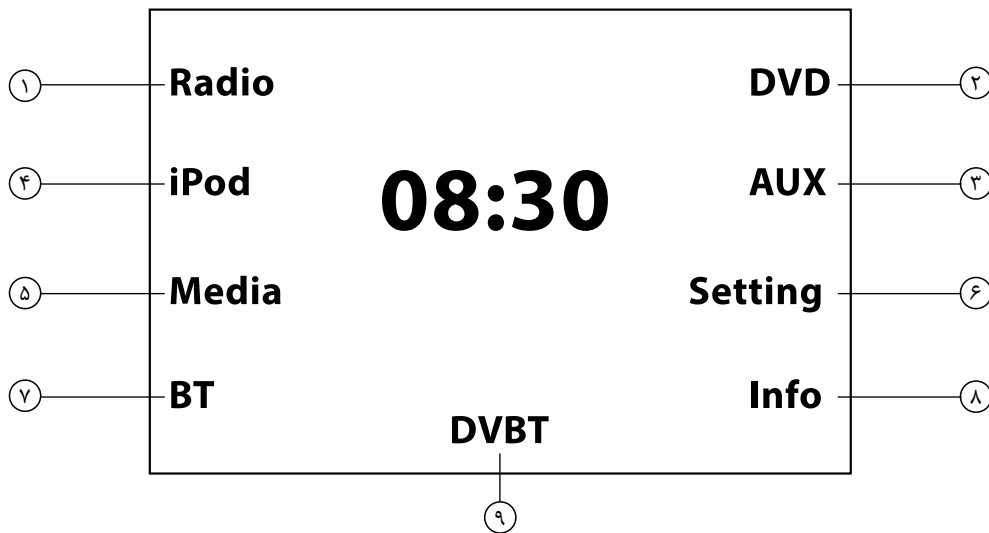 ۱ Radio DVD ۲
۴ iPod AUX ۳
08:30
۵ Media Setting ۶
۷ BT Info ۸
DVBT
۹